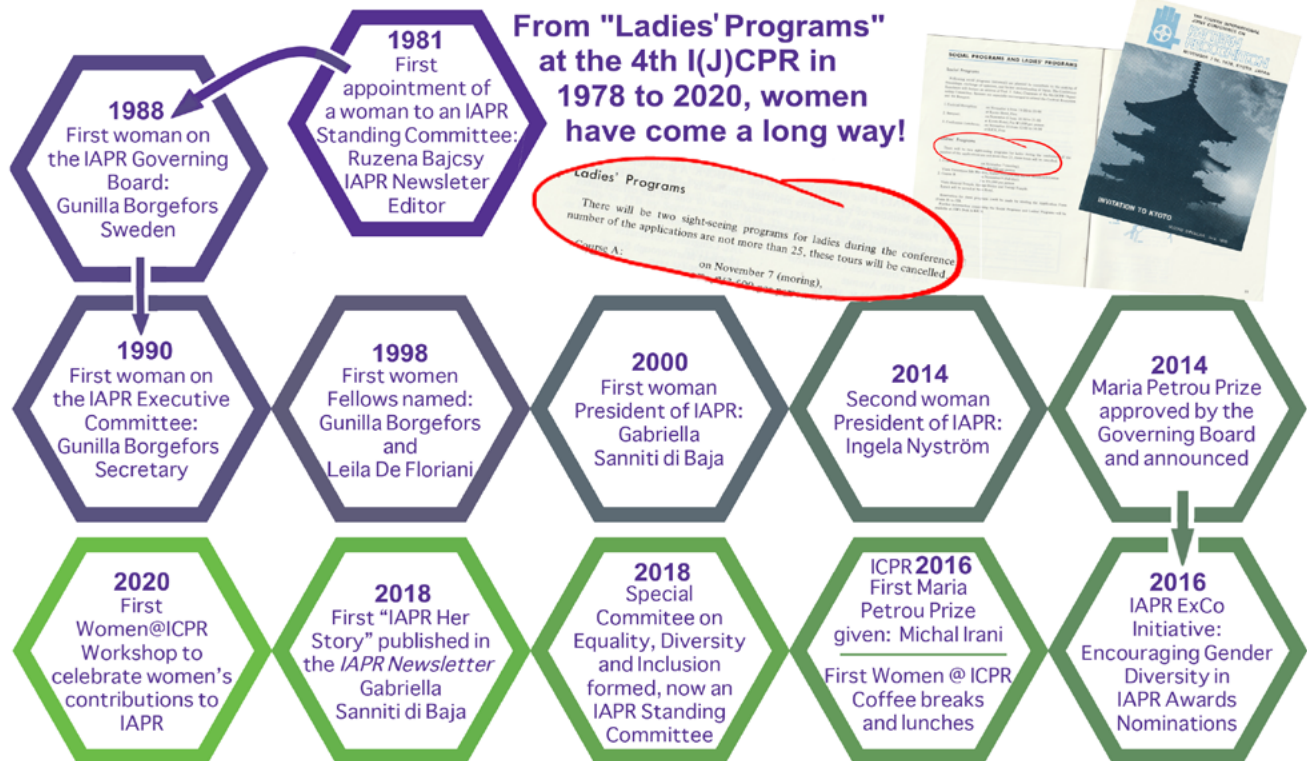 From "Ladies' Programs"
at the 4th I(J)CPR in
1978 to 2020, women
have come a long way!
1981
First
appointment of
a woman to an IAPR
Standing Committee:
Ruzena Bajcsy
IAPR Newsleter
Editor
1988
First woman on
the IAPR Governing
Board:
Gunilla Borgefors
Sweden
SOCIAL PROGRAMS AND LADIES' PROGRAMS
INVITATION TO KYOTO
Ladies' Programs
There will be two sight-seeing programs for ladies during the conference
number of the applications are not more than 25, these tours will be cancelled
Course A:
on November 7 (moring),
1990
First woman on
the IAPR Executive
Committee:
Gunilla Borgefors
Secretary
1998
First women
Fellows named:
Gunilla Borgefors
and
Leila De Floriani
2000
First woman
President of IAPR:
Gabriella
Sanniti di Baja
2014
Second woman
President of IAPR:
Ingela Nyström
2014
Maria Petrou Prize
approved by the
Governing Board
and announced
2016
IAPR ExCo
Initiative:
Encouraging Gender
Diversity in
IAPR Awards
Nominations
ICPR 2016
First Maria
Petrou Prize
given: Michal Irani
First Women @ ICPR
Coffee breaks
and lunches
2018
Special
Commitee on
Equality, Diversity
and Inclusion
formed, now an
IAPR Standing
Committee
2018
First “IAPR Her
Story” published in
the IAPR Newsletter
Gabriella
Sanniti di Baja
2020
First
Women@ICPR
Workshop to
celebrate women’s
contributions to
IAPR